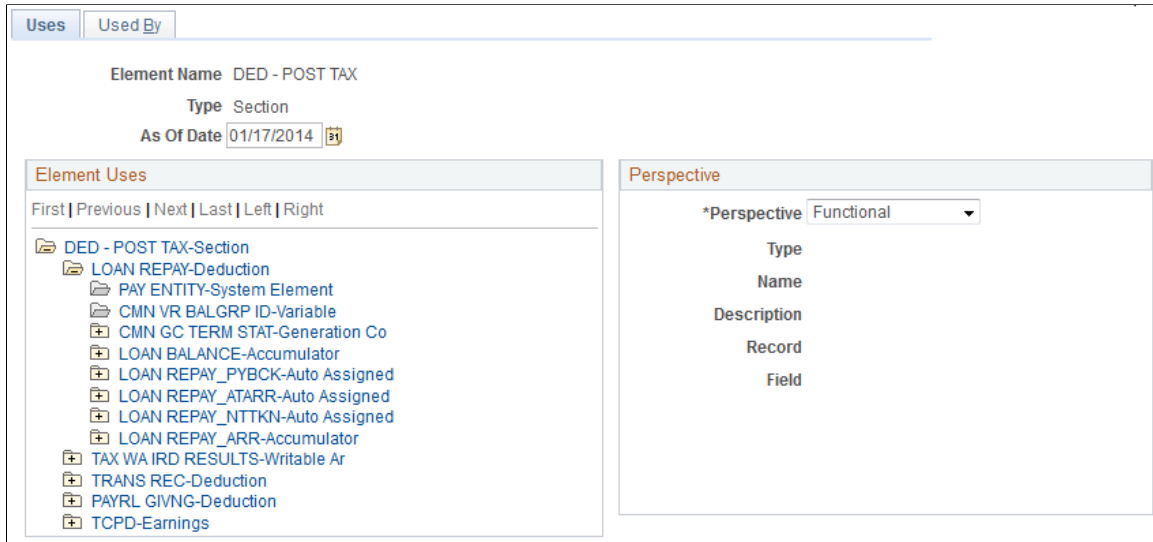 Uses Used By
Element Name DED - POST TAX
Type Section
As Of Date 01/17/2014 31
Element Uses
First | Previous | Next | Last | Left | Right
DED - POST TAX-Section
LOAN REPAY-Deduction
PAY ENTITY-System Element
CMN VR BALGRP ID-Variable
CMN GC TERM STAT-Generation Co
LOAN BALANCE-Accumulator
LOAN REPAY_PYBCK-Auto Assigned
LOAN REPAY_ATARR-Auto Assigned
LOAN REPAY_NTTKN-Auto Assigned
LOAN REPAY_ARR-Accumulator
TAX WA IRD RESULTS-Writable Ar
TRANS REC-Deduction
PAYRL GIVNG-Deduction
TCPD-Earnings
Perspective
*Perspective Functional
Type
Name
Description
Record
Field